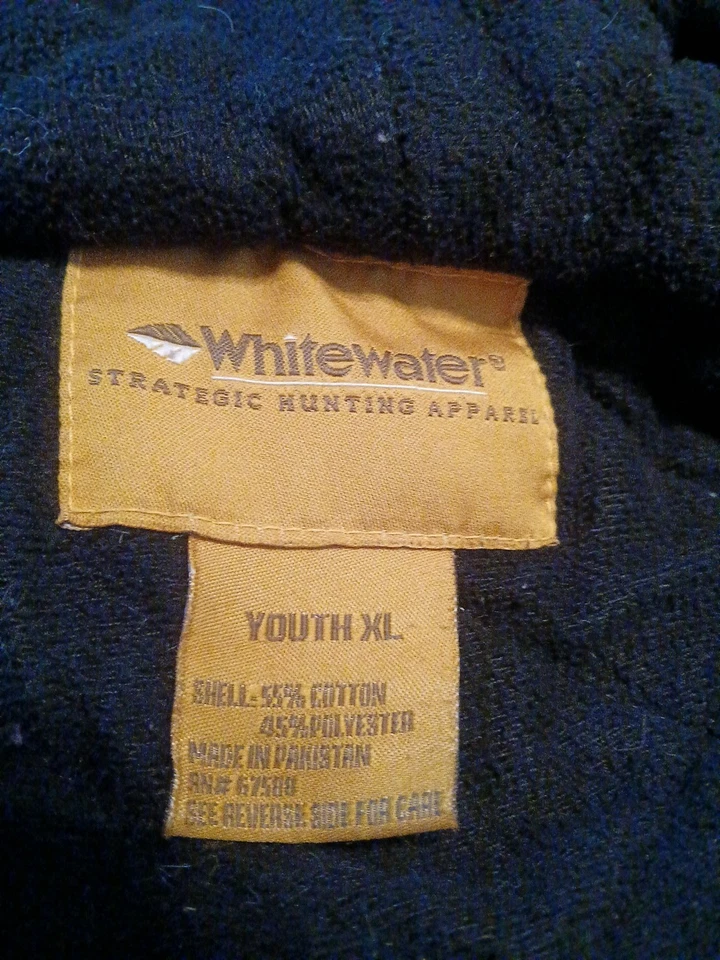 Whitewater®
STRATEGIC HUNTING APPAREL
YOUTH XL
SHELL: 55% COTTON
45% POLYESTER
MADE IN PAKISTAN
RN# 67580
SEE REVERSE SIDE FOR CARE